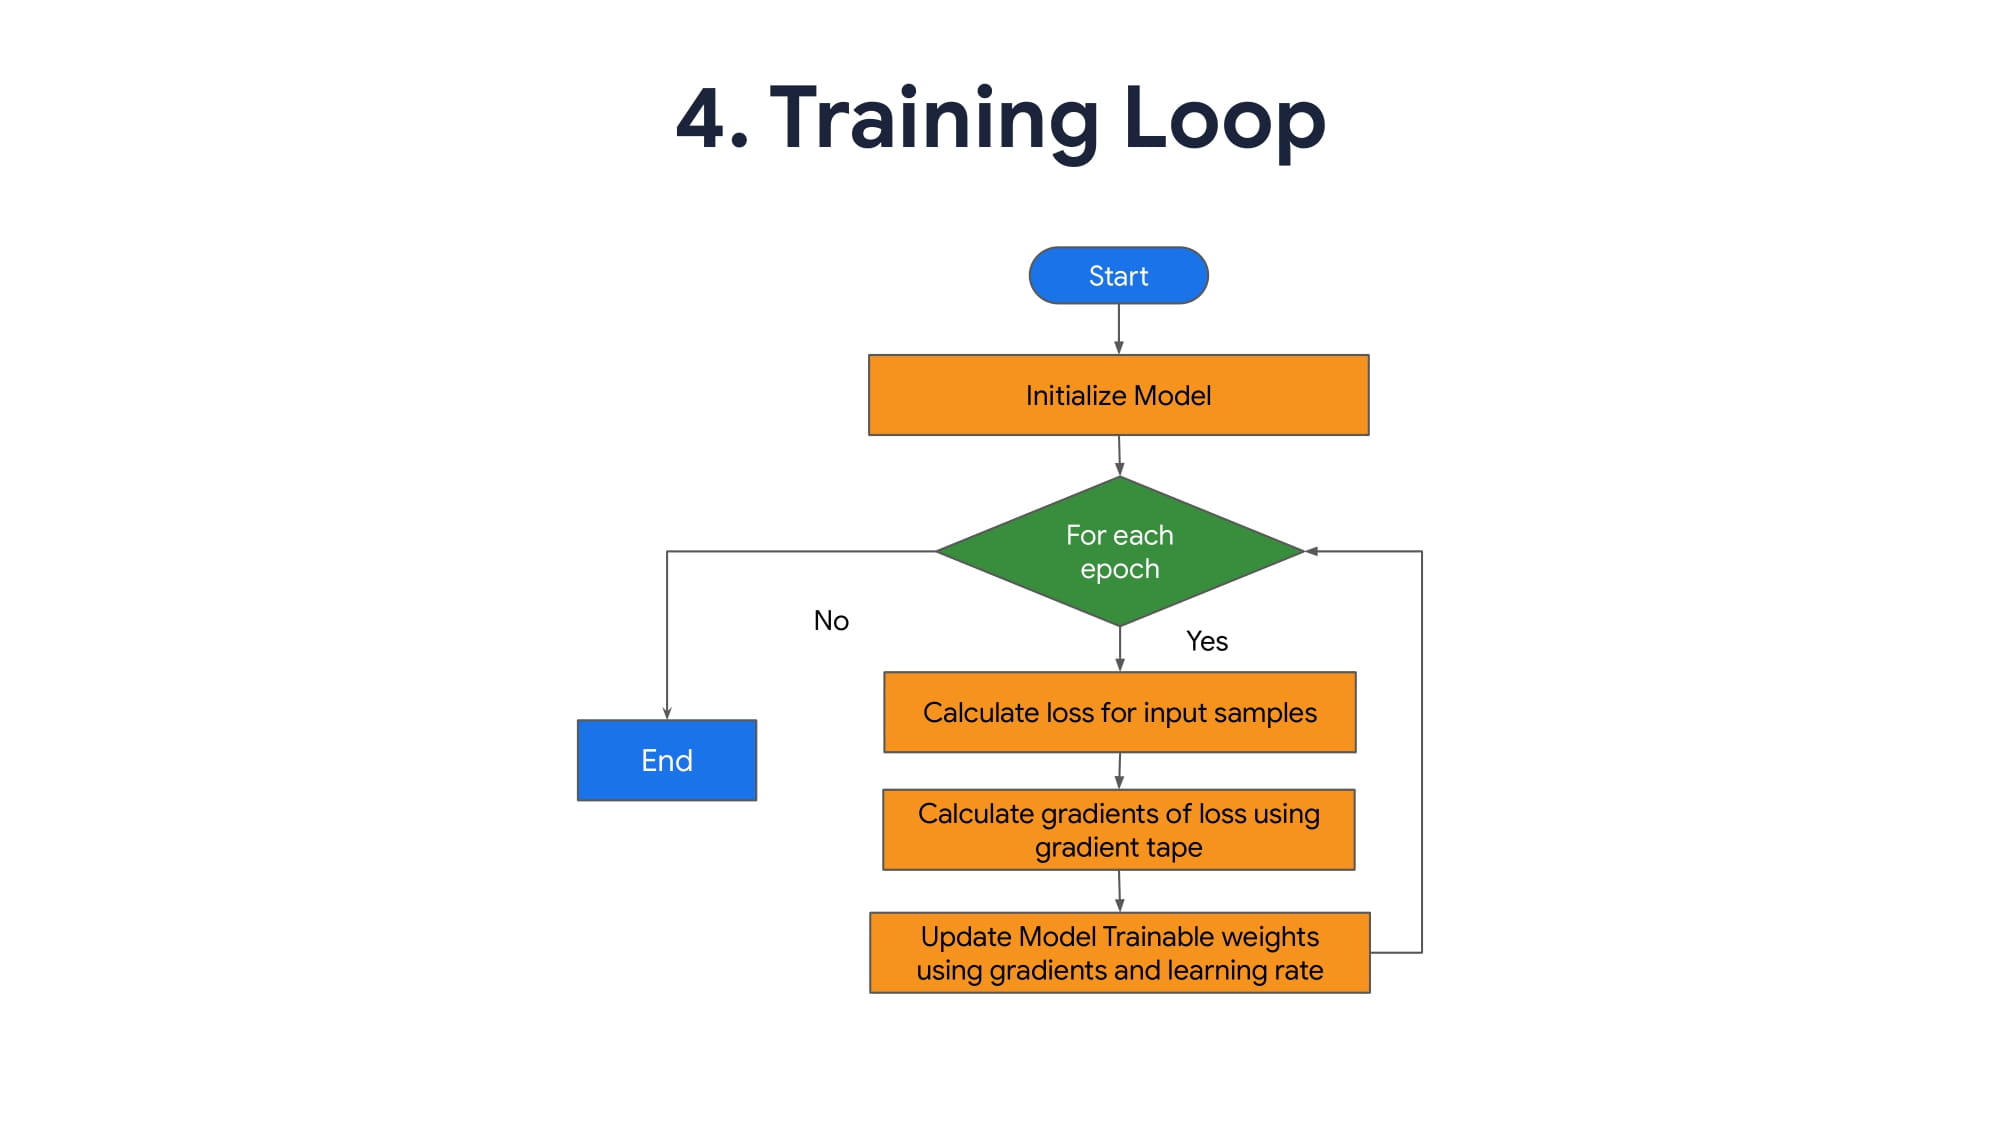 4. Training Loop
Start
Initialize Model
For each
epoch
No
Yes
Calculate loss for input samples
End
Calculate gradients of loss using
gradient tape
Update Model Trainable weights
using gradients and learning rate